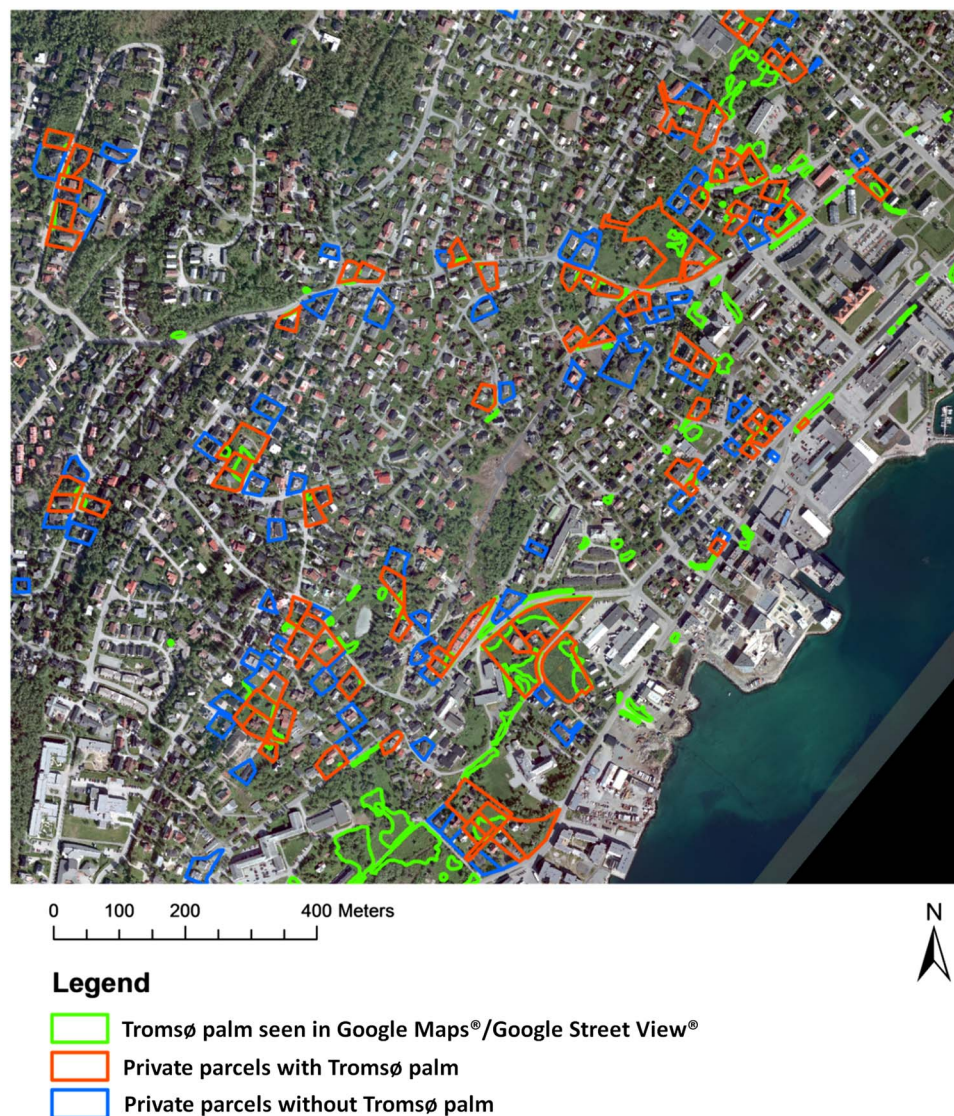 0 100 200 400 Meters
N
Legend
Tromsø palm seen in Google Maps®/Google Street View®
Private parcels with Tromsø palm
Private parcels without Tromsø palm